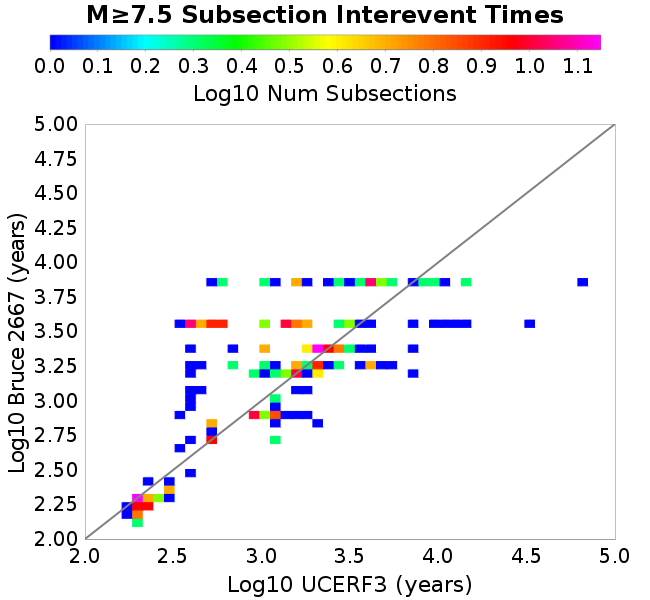 M≥7.5 Subsection Interevent Times
0.0 0.1 0.2 0.3 0.4 0.5 0.6 0.7 0.8 0.9 1.0 1.1
Log10 Num Subsections
5.00
4.75
4.50
4.25
4.00
3.75
3.50
3.25
3.00
2.75
2.50
2.25
2.00
Log10 Bruce 2667 (years)
2.0 2.5 3.0 3.5 4.0 4.5 5.0
Log10 UCERF3 (years)